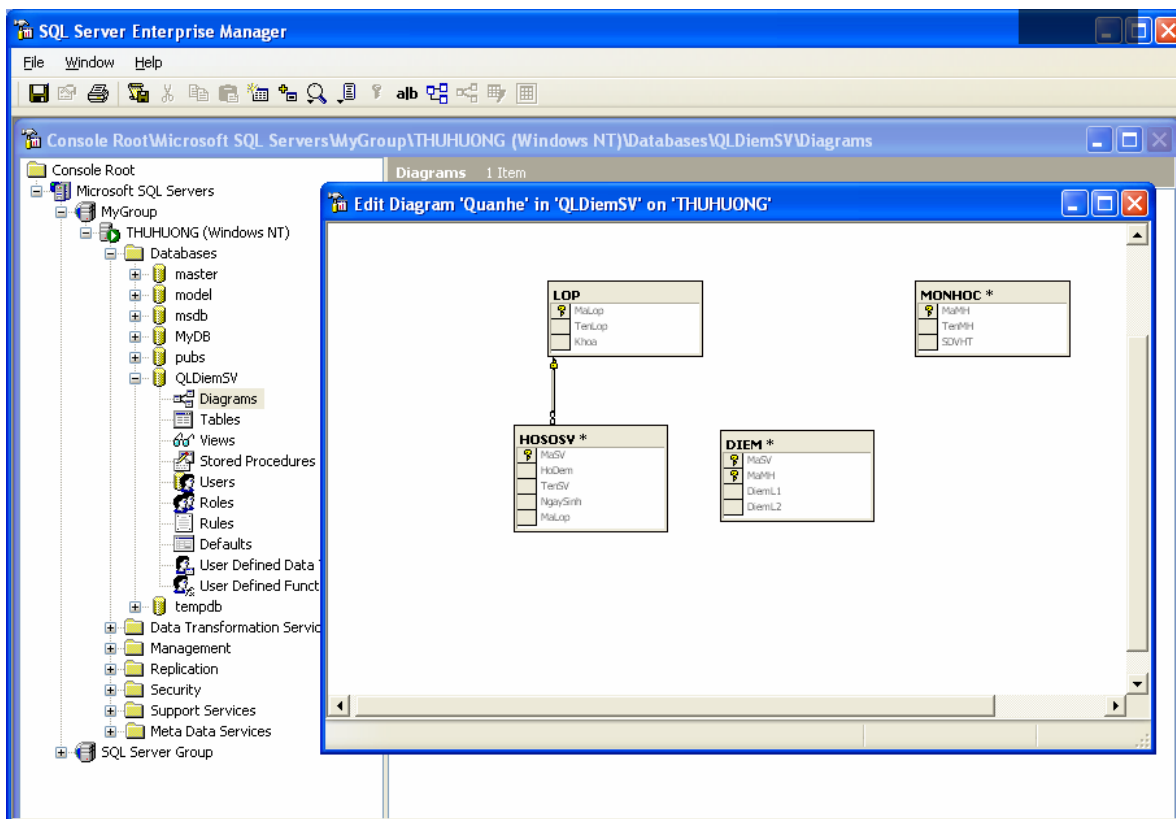 SQL Server Enterprise Manager
File Window Help
a|b
Console Root\Microsoft SQL Servers\MyGroup\THUHUONG (Windows NT)\Databases\QLDiemSV\Diagrams
Console Root
Microsoft SQL Servers
MyGroup
THUHUONG (Windows NT)
Databases
master
model
msdb
MyDB
pubs
QLDiemSV
Diagrams
Tables
Views
Stored Procedures
Users
Roles
Rules
Defaults
User Defined Data T
User Defined Funct
tempdb
Data Transformation Servic
Management
Replication
Security
Support Services
Meta Data Services
SQL Server Group
Diagrams 1 Item
Edit Diagram 'Quanhe' in 'QLDiemSV' on 'THUHUONG'
LOP
MaLop
TenLop
Khoa
MONHOC *
MaMH
TenMH
SDVHT
HOSOSV *
MaSV
HoDem
TenSV
NgaySinh
MaLop
DIEM *
MaSV
MaMH
DiemL1
DiemL2